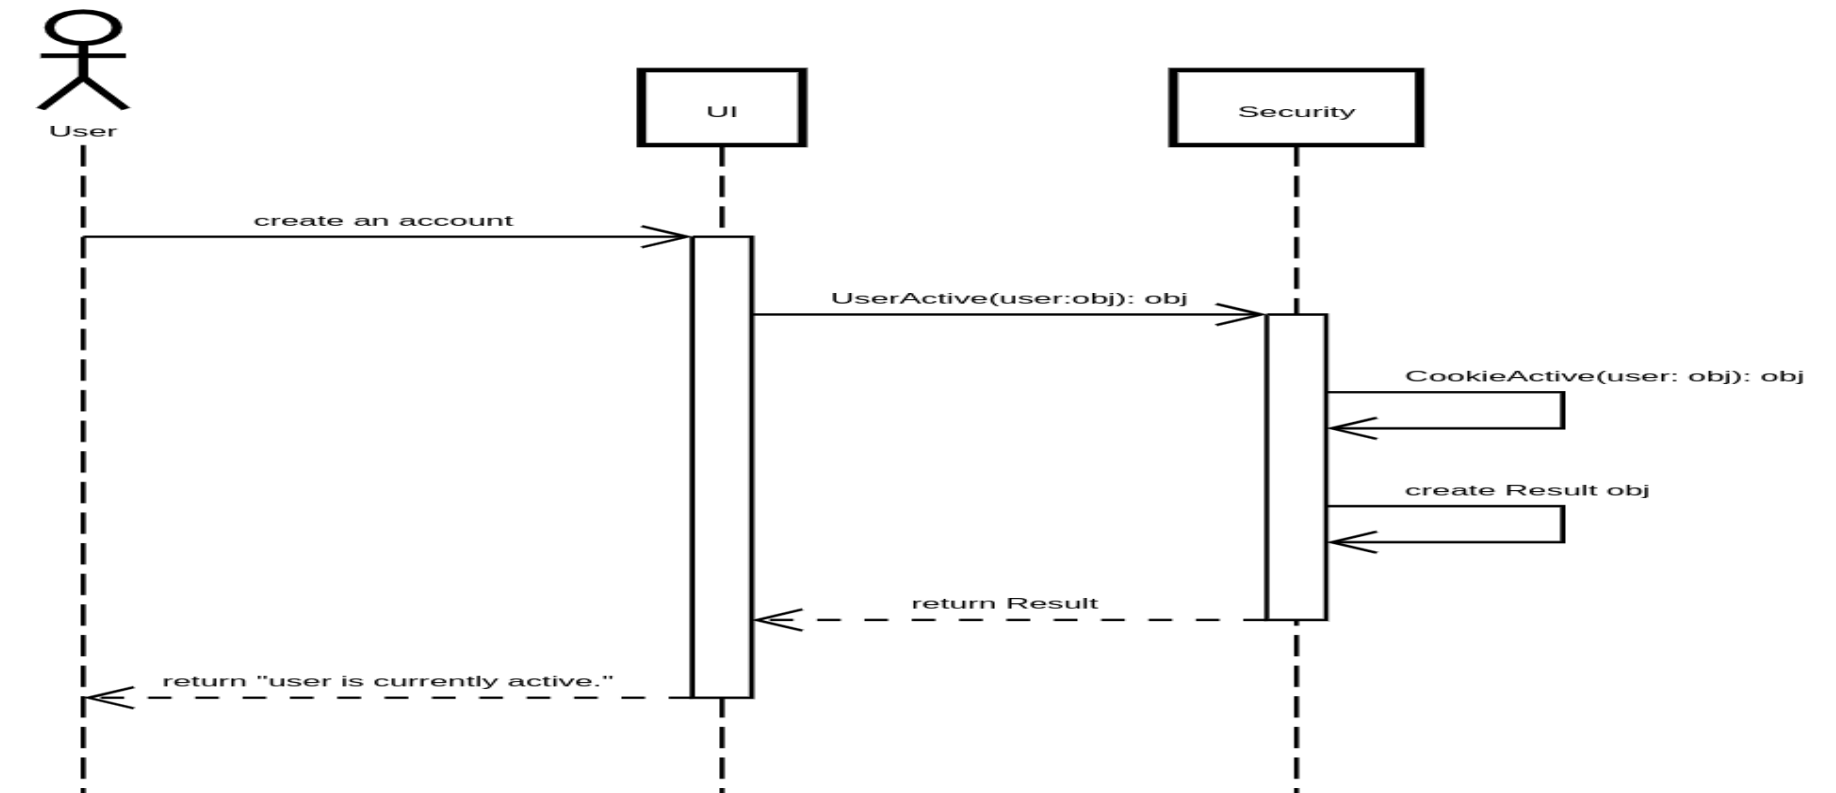 User
UI
Security
create an account
UserActive(user:obj): obj
CookieActive(user: obj): obj
create Result obj
return Result
return "user is currently active."